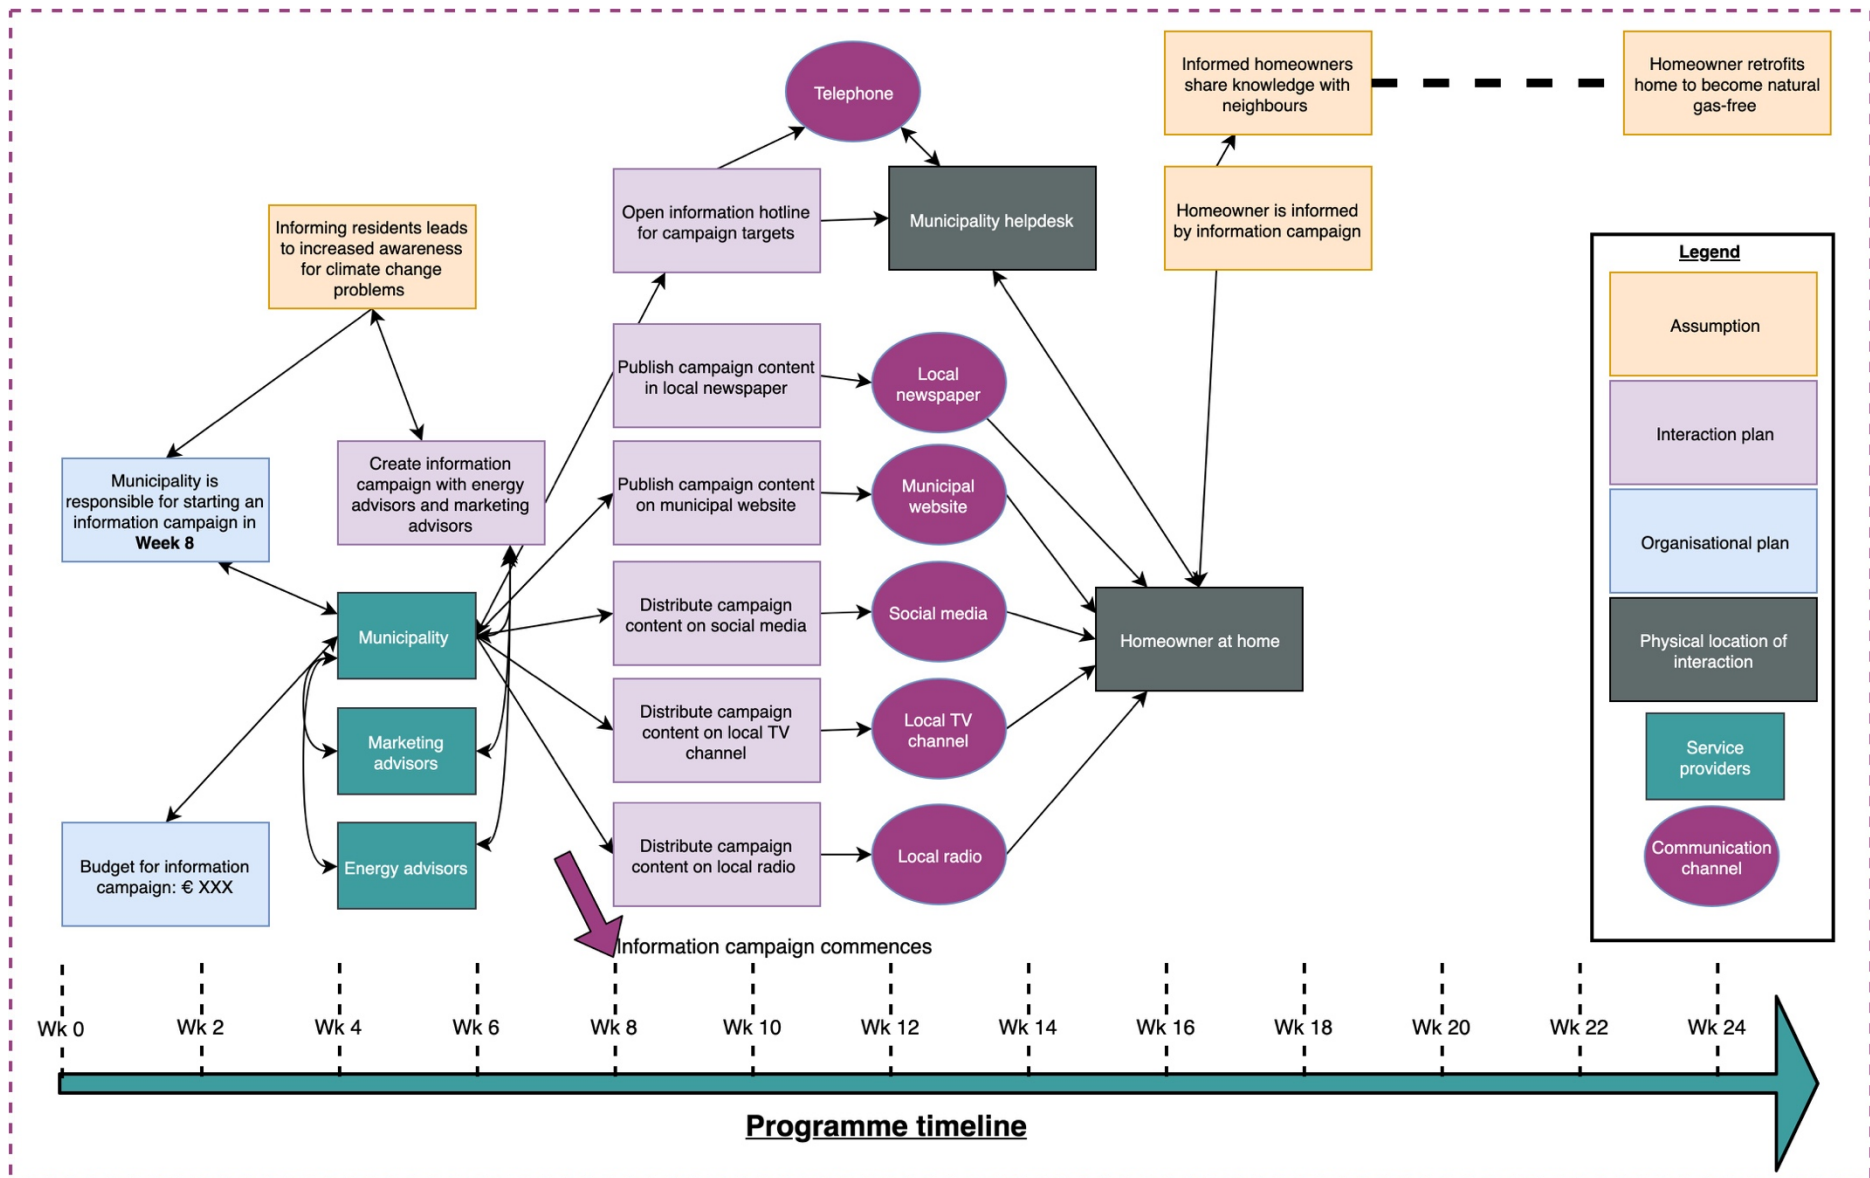 Telephone
Informed homeowners
share knowledge with
neighbours
Homeowner retrofits
home to become natural
gas-free
Informing residents leads
to increased awareness
for climate change
problems
Open information hotline
for campaign targets
Municipality helpdesk
Homeowner is informed
by information campaign
Publish campaign content
in local newspaper
Local
newspaper
Municipality is
responsible for starting an
information campaign in
Week 8
Create information
campaign with energy
advisors and marketing
advisors
Publish campaign content
on municipal website
Municipal
website
Municipality
Distribute campaign
content on social media
Social media
Homeowner at home
Marketing
advisors
Distribute campaign
content on local TV
channel
Local TV
channel
Budget for information
campaign: € XXX
Energy advisors
Distribute campaign
content on local radio
Local radio
Legend
Assumption
Interaction plan
Organisational plan
Physical location of
interaction
Service
providers
Communication
channel
Information campaign commences
Wk 0 Wk 2 Wk 4 Wk 6 Wk 8 Wk 10 Wk 12 Wk 14 Wk 16 Wk 18 Wk 20 Wk 22 Wk 24
Programme timeline